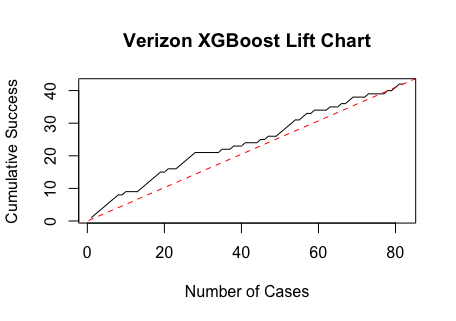 Verizon XGBoost Lift Chart
Cumulative Success
40
30
20
10
0
0 20 40 60 80
Number of Cases